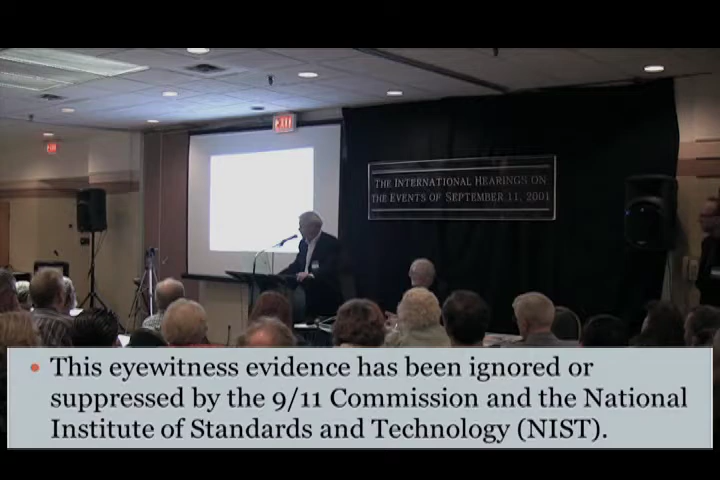 EXIT
THE INTERNATIONAL HEARINGS ON
THE EVENTS OF SEPTEMBER 11, 2001
• This eyewitness evidence has been ignored or
suppressed by the 9/11 Commission and the National
Institute of Standards and Technology (NIST).